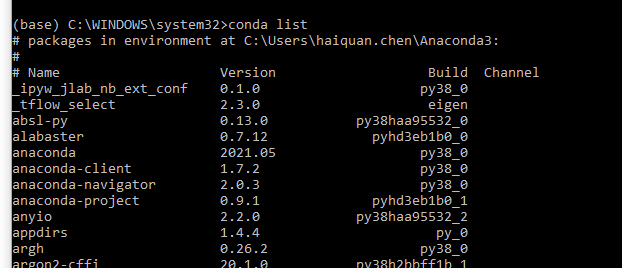 (base) C:\WINDOWS\system32>conda list
# packages in environment at C:\Users\haiquan.chen\Anaconda3:
#
# Name Version Build Channel
_ipyw_jlab_nb_ext_conf 0.1.0 py38_0
_tflow_select 2.3.0 eigen
absl-py 0.13.0 py38haa95532_0
alabaster 0.7.12 pyhd3eb1b0_0
anaconda 2021.05 py38_0
anaconda-client 1.7.2 py38_0
anaconda-navigator 2.0.3 py38_0
anaconda-project 0.9.1 pyhd3eb1b0_1
anyio 2.2.0 py38haa95532_2
appdirs 1.4.4 py_0
argh 0.26.2 py38_0
argon2-cffi 20.1.0 py38h2bbff1b_1